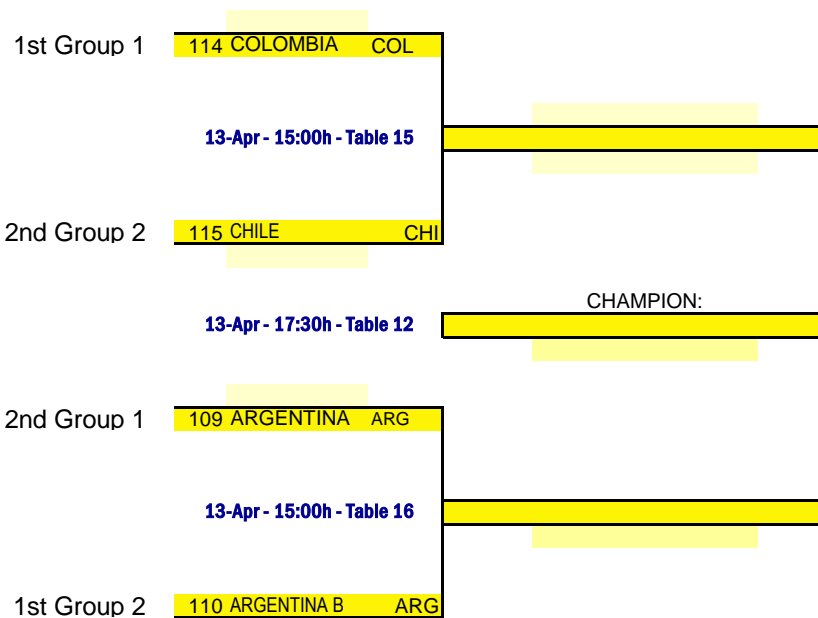 1st Group 1 114 COLOMBIA COL
13-Apr - 15:00h - Table 15
2nd Group 2 115 CHILE CHI
CHAMPION:
13-Apr - 17:30h - Table 12
2nd Group 1 109 ARGENTINA ARG
13-Apr - 15:00h - Table 16
1st Group 2 110 ARGENTINA B ARG